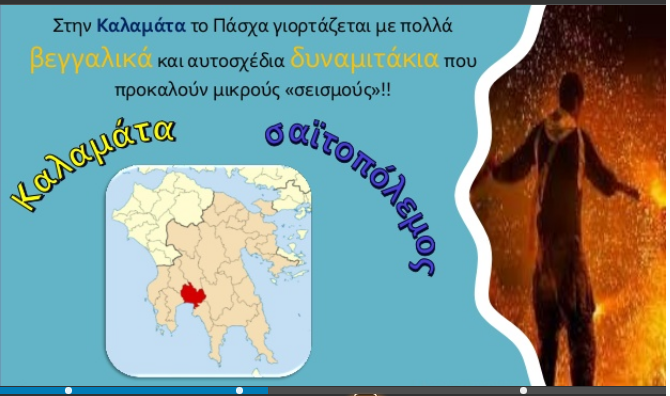 Στην Καλαμάτα το Πάσχα γιορτάζεται με πολλά
βεγγαλικά και αυτοσχέδια δυναμιτάκια που
προκαλούν μικρούς «σεισμούς»!!
Καλαμάτα
σαϊτοπόλεμος